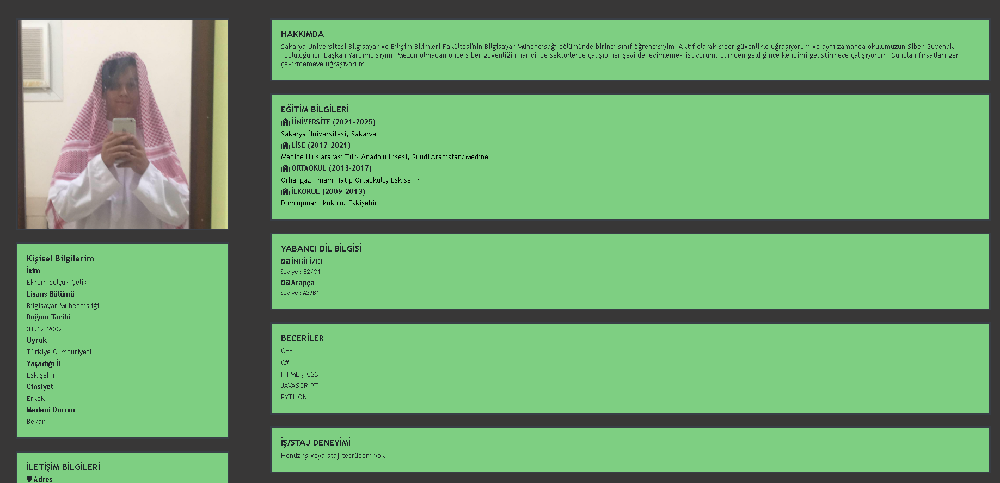 Kişisel Bilgilerim
İsim
Ekrem Selçuk Çelik
Lisans Bölümü
Bilgisayar Mühendisliği
Doğum Tarihi
31.12.2002
Uyruk
Türkiye Cumhuriyeti
Yaşadığı İl
Eskişehir
Cinsiyet
Erkek
Medeni Durum
Bekar
İLETİŞİM BİLGİLERİ
Adres
HAKKIMDA
Sakarya Üniversitesi Bilgisayar ve Bilişim Bilimleri Fakültesi'nin Bilgisayar Mühendisliği bölümünde birinci sınıf öğrencisiyim. Aktif olarak siber güvenlikle uğraşıyorum ve aynı zamanda okulumuzun Siber Güvenlik
Topluluğunun Başkan Yardımcısıyım. Mezun olmadan önce siber güvenliğin haricinde sektörlerde çalışıp her şeyi deneyimlemek istiyorum. Elimden geldiğince kendimi geliştirmeye çalışıyorum. Sunulan fırsatları geri
çevirmemeye uğraşıyorum.
EĞİTİM BİLGİLERİ
ÜNİVERSİTE (2021-2025)
Sakarya Üniversitesi, Sakarya
LİSE (2017-2021)
Medine Uluslararası Türk Anadolu Lisesi, Suudi Arabistan/Medine
ORTAOKUL (2013-2017)
Orhangazi İmam Hatip Ortaokulu, Eskişehir
İLKOKUL (2009-2013)
Dumlupınar İlkokulu, Eskişehir
YABANCI DİL BİLGİSİ
İNGİLİZCE
Seviye : B2/C1
Arapça
Seviye : A2/B1
BECERİLER
C++
C#
HTML , CSS
JAVASCRIPT
PYTHON
İŞ/STAJ DENEYİMİ
Henüz iş veya staj tecrübem yok.